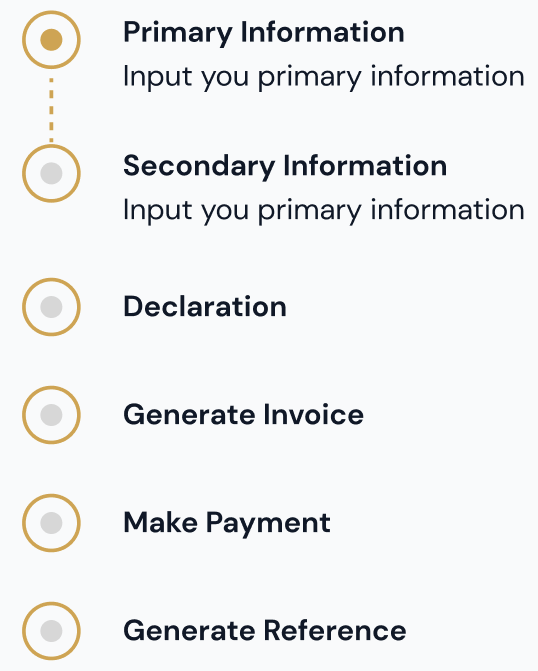 Primary Information
Input you primary information
Secondary Information
Input you primary information
Declaration
Generate Invoice
Make Payment
Generate Reference